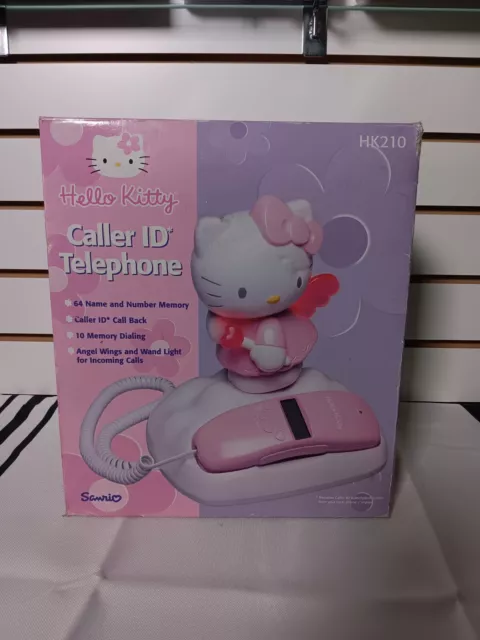 HK210
Hello Kitty
Caller ID*
Telephone
64 Name and Number Memory
Caller ID* Call Back
10 Memory Dialing
Angel Wings and Wand Light
for Incoming Calls
Sanrio